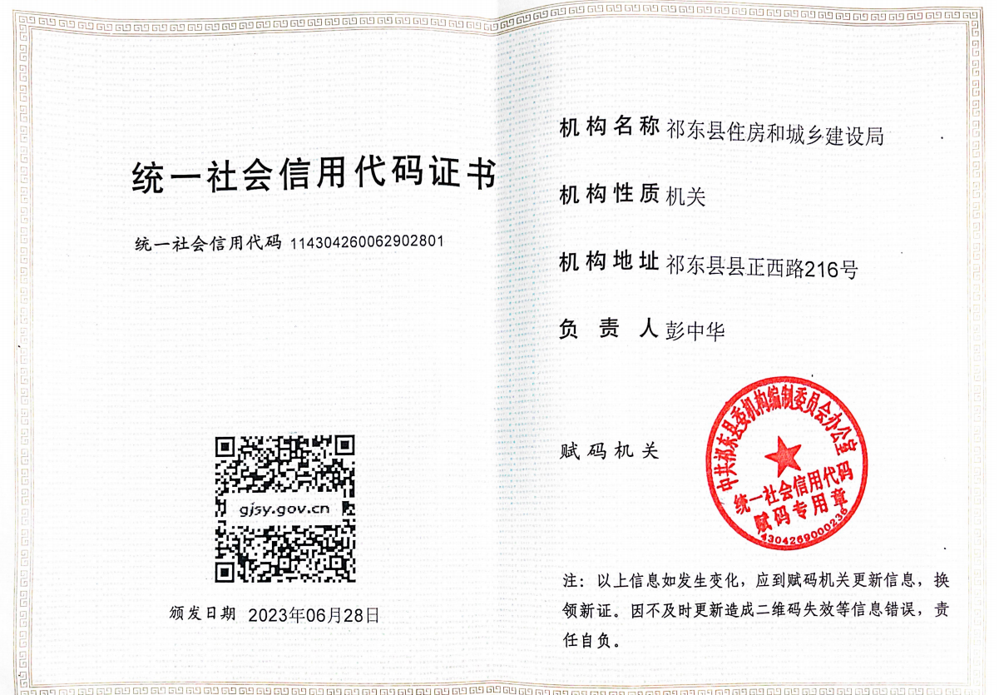 统一社会信用代码证书
统一社会信用代码 114304260062902801
gjsy.gov.cn
颁发日期 2023年06月28日
机构名称 祁东县住房和城乡建设局
机构性质 机关
机构地址 祁东县县正西路216号
负责人 彭中华
赋码机关
中共祁东县委机构编制委员会办公室
统一社会信用代码
赋码专用章
4304269000236
注：以上信息如发生变化，应到赋码机关更新信息，换
领新证。因不及时更新造成二维码失效等信息错误，责
任自负。